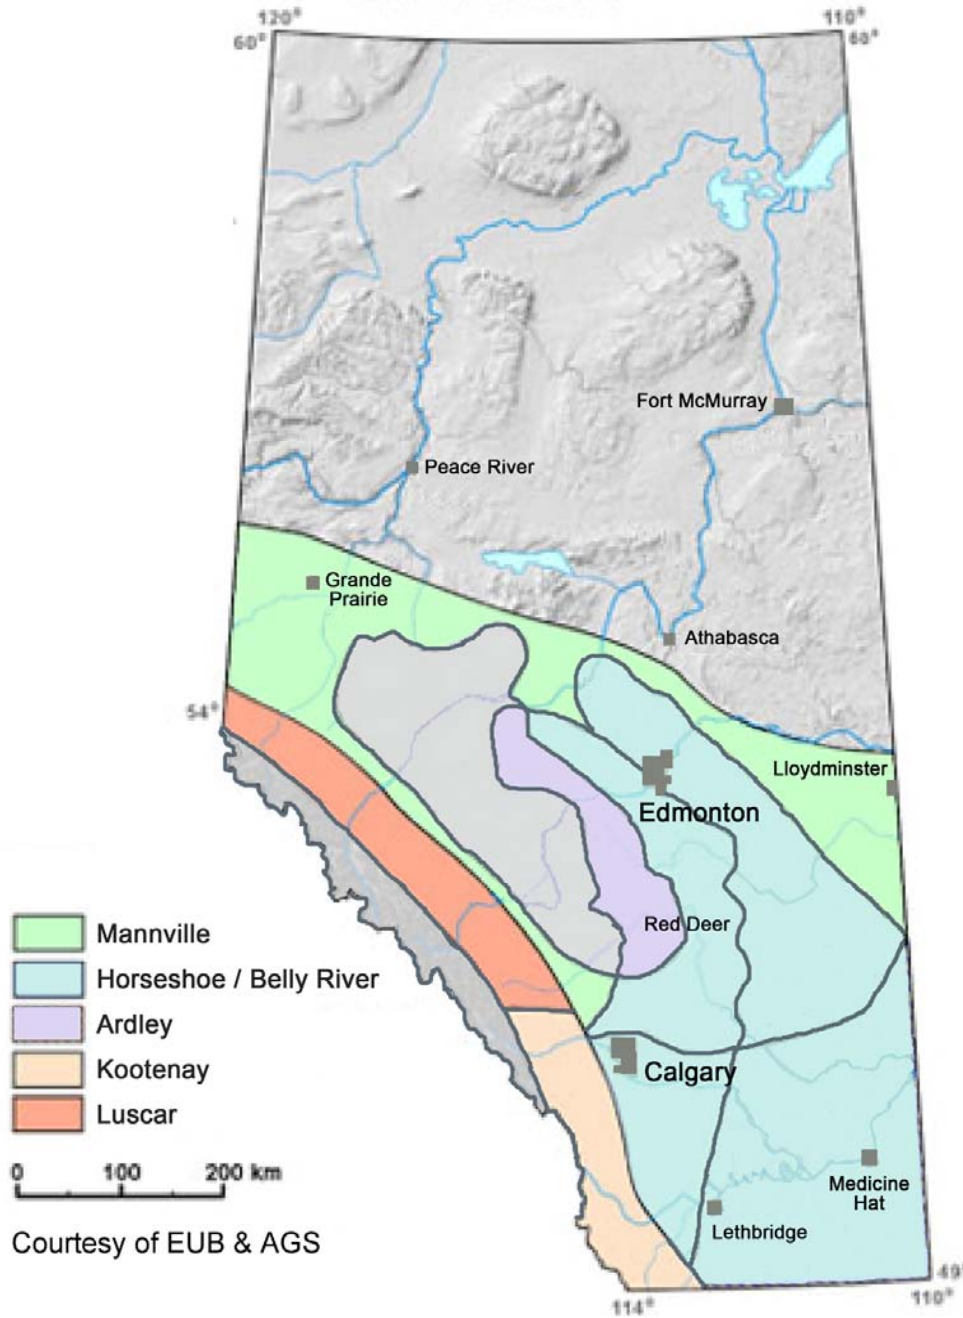 120°
110°
60°
60°
Fort McMurray
Peace River
Grande
Prairie
Athabasca
54°
Lloydminster
Edmonton
Red Deer
Mannville
Horseshoe / Belly River
Ardley
Kootenay
Luscar
Calgary
0 100 200 km
Medicine
Hat
Lethbridge
Courtesy of EUB & AGS
49°
110°
114°